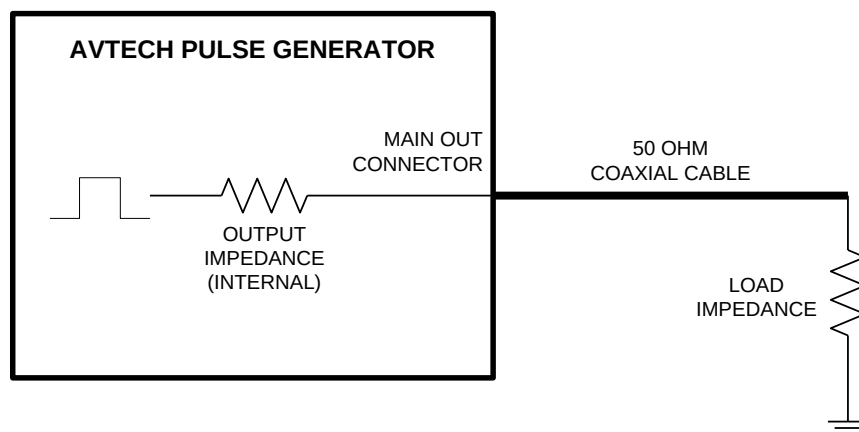 AVTECH PULSE GENERATOR
MAIN OUT
CONNECTOR
50 OHM
COAXIAL CABLE
OUTPUT
IMPEDANCE
(INTERNAL)
LOAD
IMPEDANCE